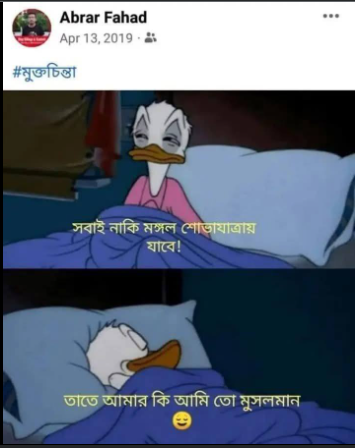 Abrar Fahad
Apr 13, 2019
#মুক্তচিন্তা
সবাই নাকি মঙ্গল শোভাযাত্রায়
যাবে!
তাতে আমার কি আমি তো মুসলমান